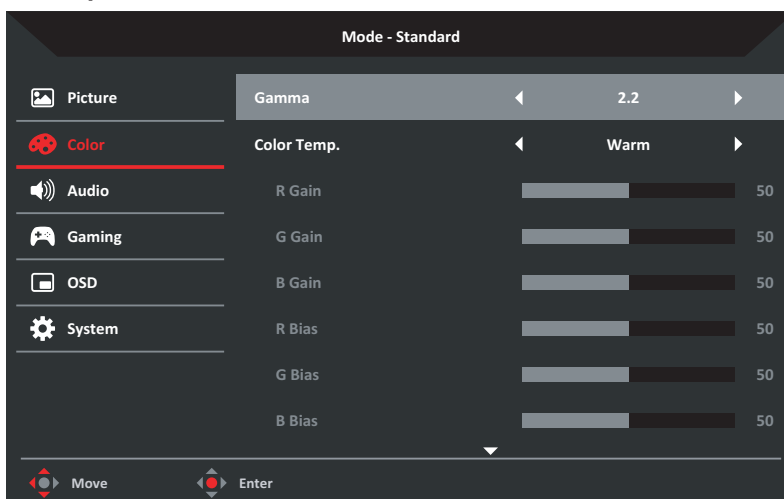 Mode - Standard
Picture
Color
Audio
Gaming
OSD
System
Gamma 2.2
Color Temp. Warm
R Gain 50
G Gain 50
B Gain 50
R Bias 50
G Bias 50
B Bias 50
Move Enter